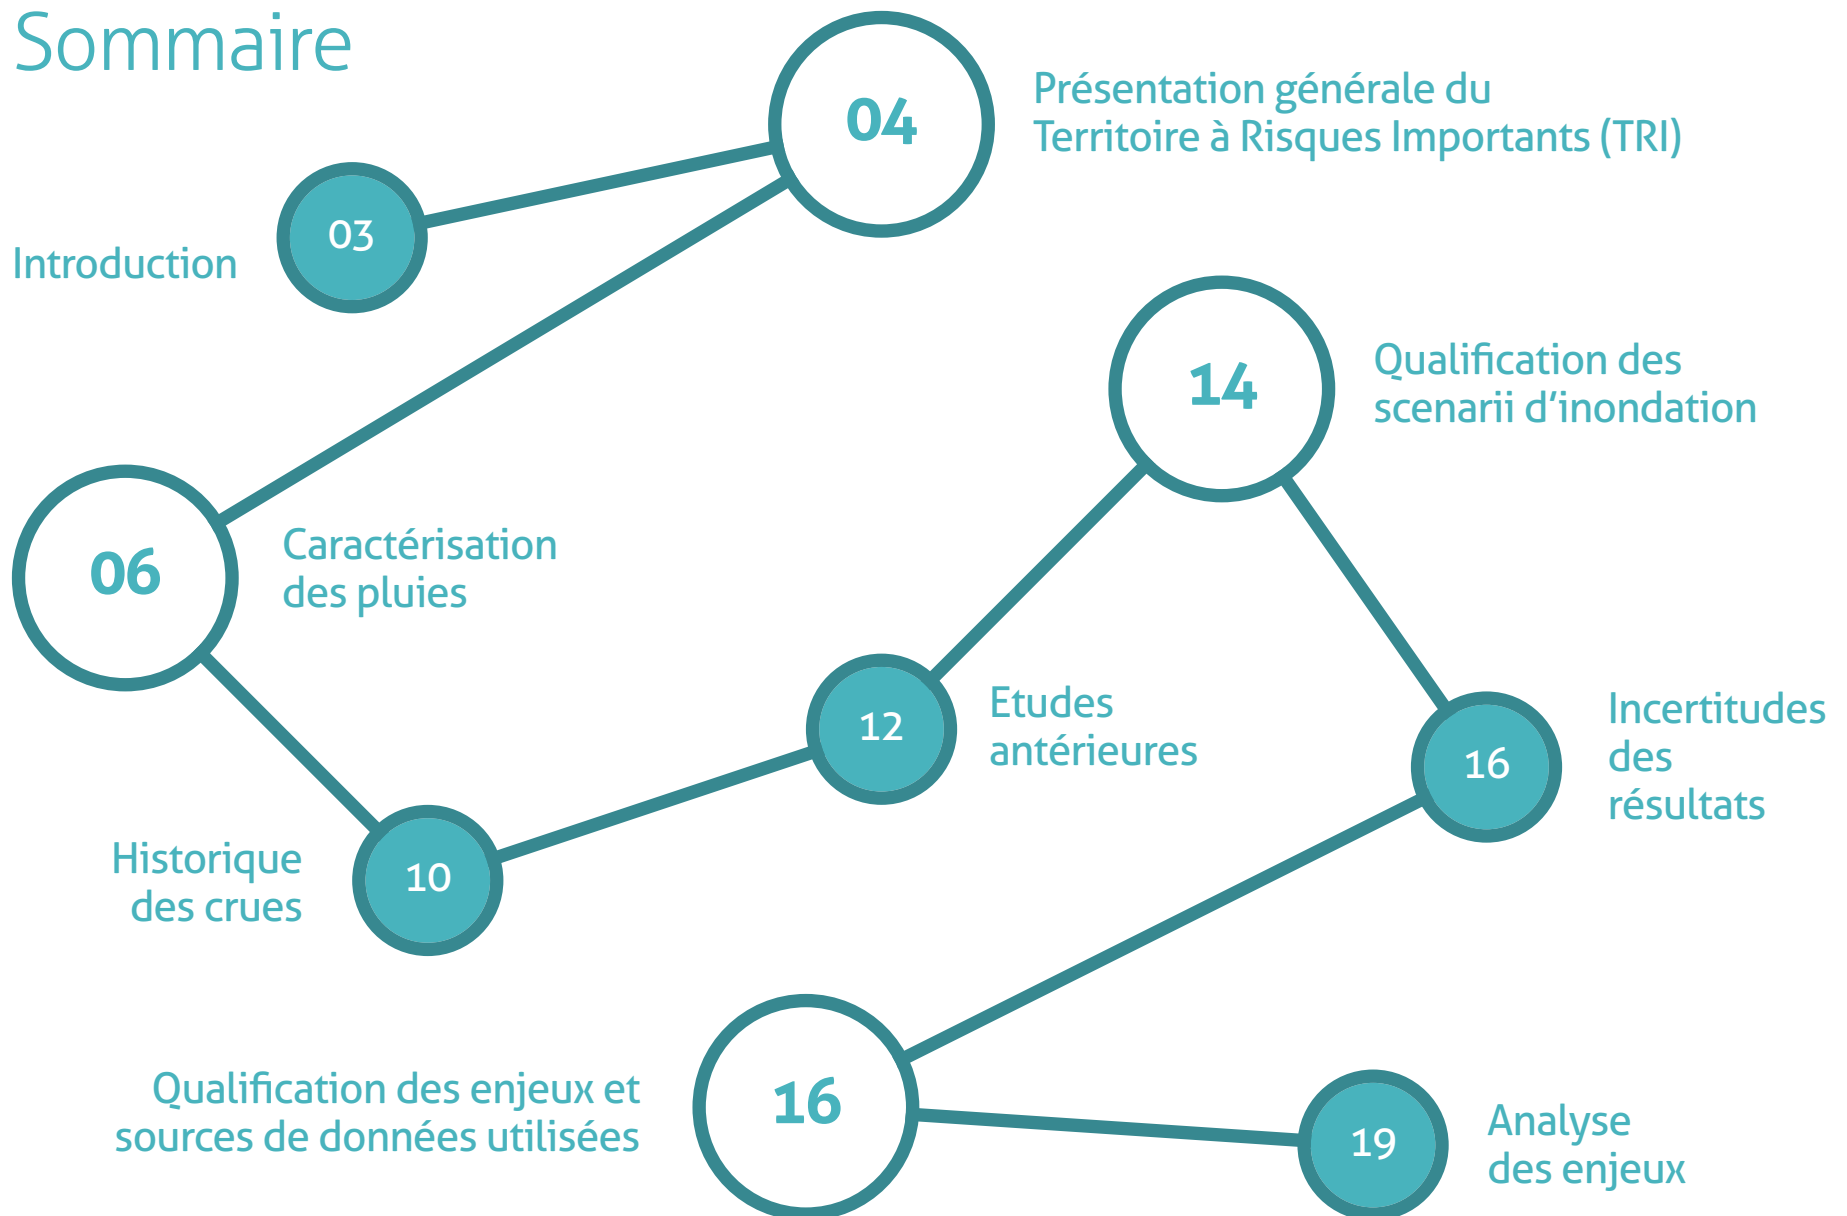 Sommaire
03
Introduction
04
Présentation générale du
Territoire à Risques Importants (TRI)
06
Caractérisation
des pluies
10
Historique
des crues
12
Etudes
antérieures
14
Qualification des
scenarii d’inondation
16
Incertitudes
des
résultats
16
Qualification des enjeux et
sources de données utilisées
19
Analyse
des enjeux